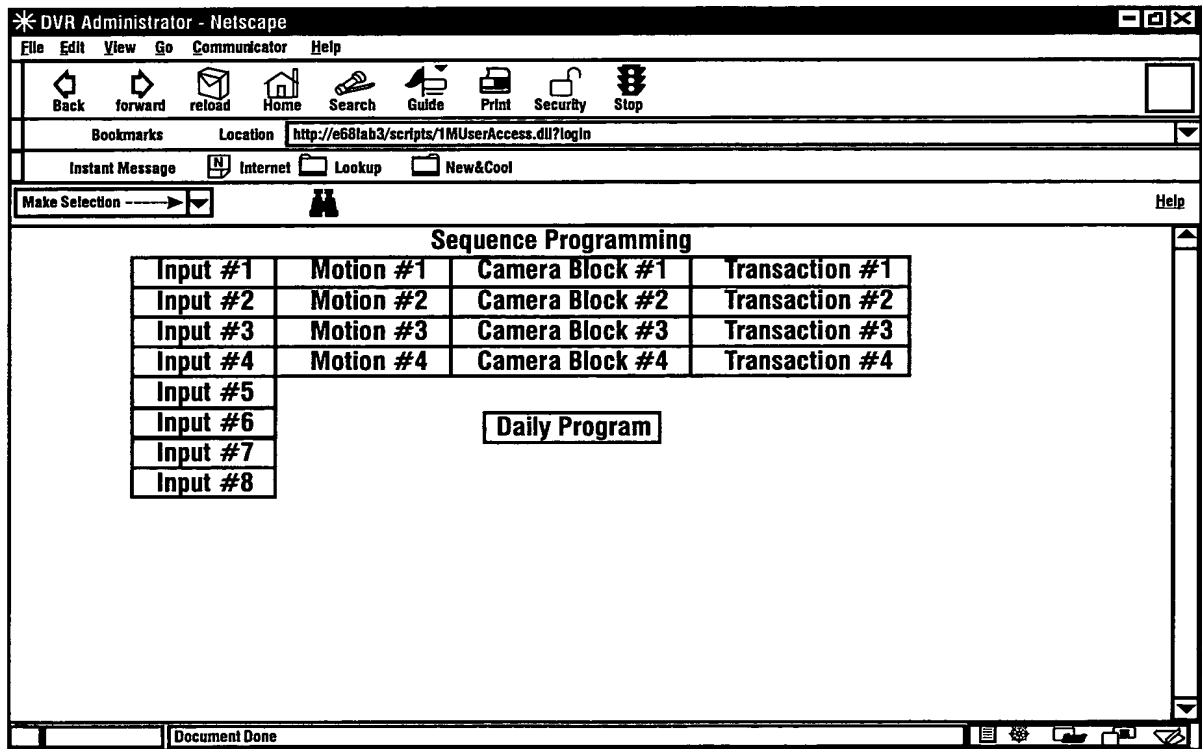 DVR Administrator - Netscape
File Edit View Go Communicator Help
Back forward reload Home Search Guide Print Security Stop
Bookmarks Location http://e68lab3/scripts/1MUserAccess.dll?login
Instant Message N Internet Lookup New&Cool
Make Selection Help
Sequence Programming
Input #1 Motion #1 Camera Block #1 Transaction #1
Input #2 Motion #2 Camera Block #2 Transaction #2
Input #3 Motion #3 Camera Block #3 Transaction #3
Input #4 Motion #4 Camera Block #4 Transaction #4
Input #5
Input #6
Daily Program
Input #7
Input #8
Document Done